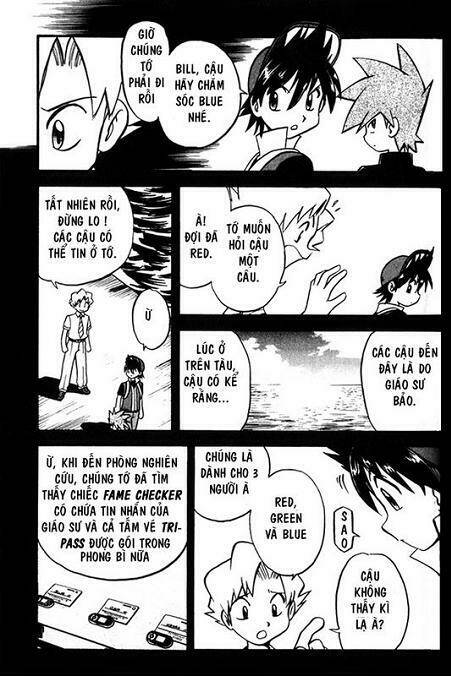 BILL, CẬU
HÃY CHĂM
SÓC BLUE
NHÉ.
GIỜ
CHÚNG
TỚ
PHẢI ĐI
RỒI
TỚ MUỐN
HỎI CẬU
MỘT
CÂU.
À!
ĐỢI ĐÃ
RED.
TẤT NHIÊN RỒI,
ĐỪNG LO !
CÁC CẬU CÓ
THỂ TIN Ở TỚ.
Ừ
CÁC CẬU ĐẾN
ĐÂY LÀ DO
GIÁO SƯ
BẢO.
LÚC Ở
TRÊN TÀU,
CẬU CÓ KỂ
RẰNG...
Ừ, KHI ĐẾN PHÒNG NGHIÊN
CỨU, CHÚNG TỚ ĐÃ TÌM
THẤY CHIẾC FAME CHECKER
CÓ CHỨA TIN NHẮN CỦA
GIÁO SƯ VÀ CẢ TẤM VÉ TRI-
PASS ĐƯỢC GÓI TRONG
PHONG BÌ NỮA
CHÚNG LÀ
DÀNH CHO 3
NGƯỜI À
RED,
GREEN
VÀ BLUE
SAO
CẬU
KHÔNG
THẤY KÌ
LẠ À?